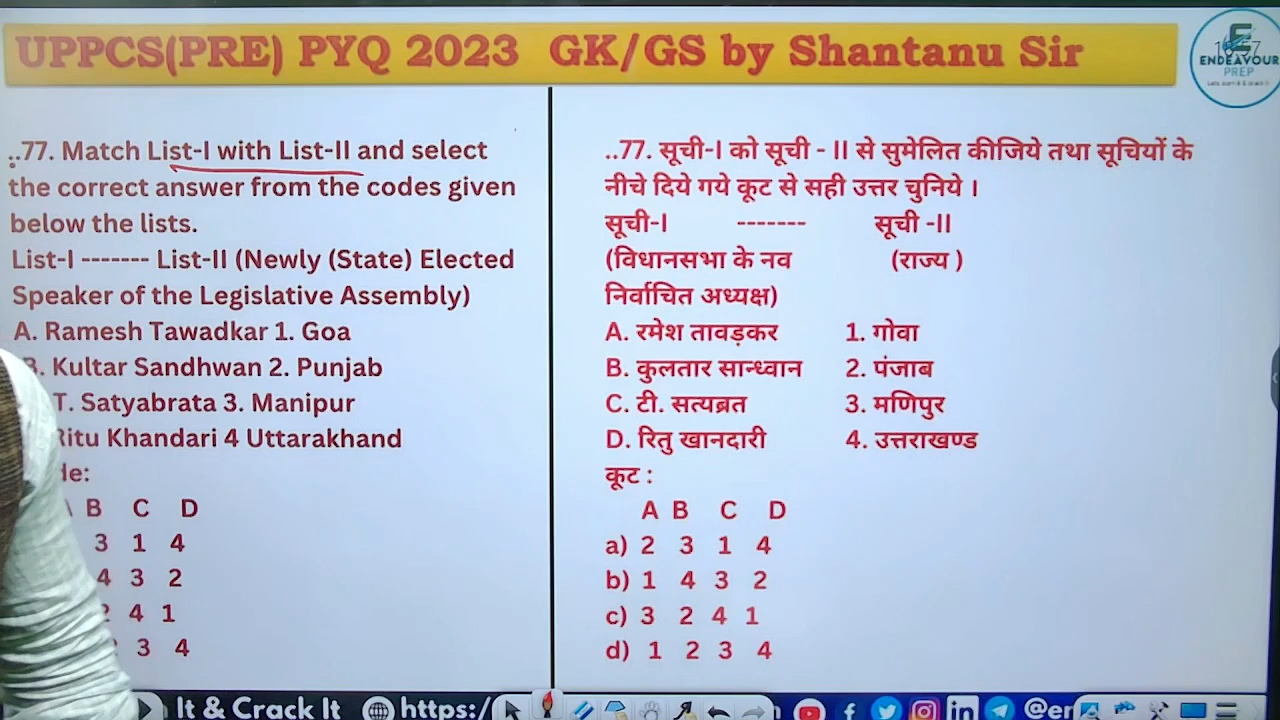 UPPCS(PRE) PYQ 2023 GK/GS by Shantanu Sir
ENDEAVOUR
PREP
..77. Match List-I with List-II and select
the correct answer from the codes given
below the lists.
List-I ------- List-II (Newly (State) Elected
Speaker of the Legislative Assembly)
A. Ramesh Tawadkar 1. Goa
B. Kultar Sandhwan 2. Punjab
T. Satyabrata 3. Manipur
Ritu Khandari 4 Uttarakhand
de:
B C D
3 1 4
4 3 2
2 4 1
3 4
..77. सूची-I को सूची - II से सुमेलित कीजिये तथा सूचियों के
नीचे दिये गये कूट से सही उत्तर चुनिये ।
सूची-I ------- सूची -II
(विधानसभा के नव (राज्य )
निर्वाचित अध्यक्ष)
A. रमेश तावड़कर 1. गोवा
B. कुलतार सान्ध्वान 2. पंजाब
C. टी. सत्यब्रत 3. मणिपुर
D. रितु खानदारी 4. उत्तराखण्ड
कूट :
A B C D
a) 2 3 1 4
b) 1 4 3 2
c) 3 2 4 1
d) 1 2 3 4
It & Crack It https:/ @er